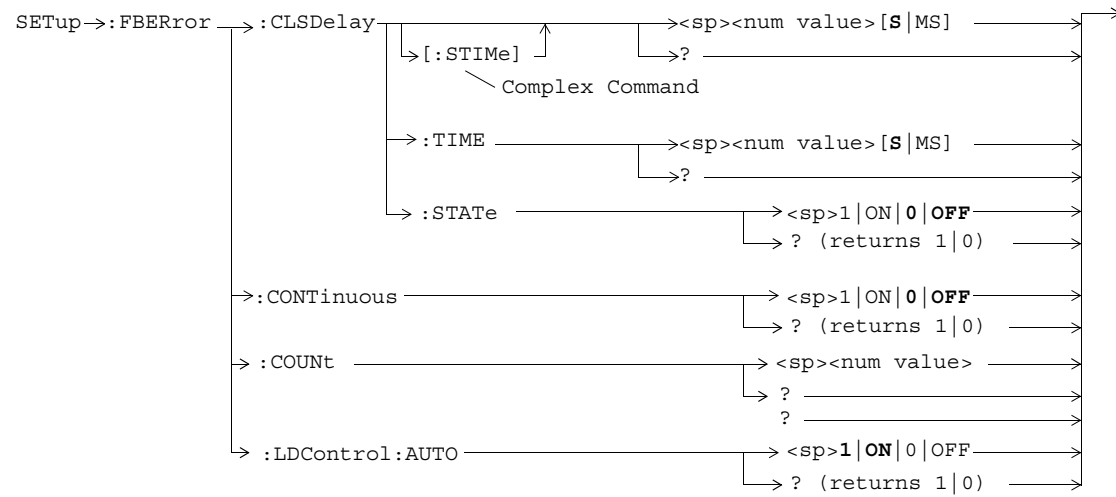 SETup :FBERror :CLSDelay <sp><num value>[S|MS]
[:STIMe] ?
Complex Command
:TIME <sp><num value>[S|MS]
?
:STATe <sp>1|ON|0|OFF
? (returns 1|0)
:CONTinuous <sp>1|ON|0|OFF
? (returns 1|0)
:COUNt <sp><num value>
?
?
:LDControl:AUTO <sp>1|ON|0|OFF
? (returns 1|0)